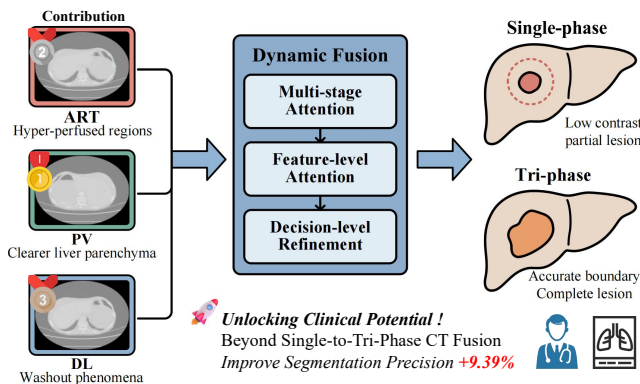 Contribution
2
ART
Hyper-perfused regions
1
PV
Clearer liver parenchyma
3
DL
Washout phenomena
Dynamic Fusion
Multi-stage
Attention
Feature-level
Attention
Decision-level
Refinement
Single-phase
Low contrast
partial lesion
Tri-phase
Accurate boundary
Complete lesion
Unlocking Clinical Potential !
Beyond Single-to-Tri-Phase CT Fusion
Improve Segmentation Precision +9.39%